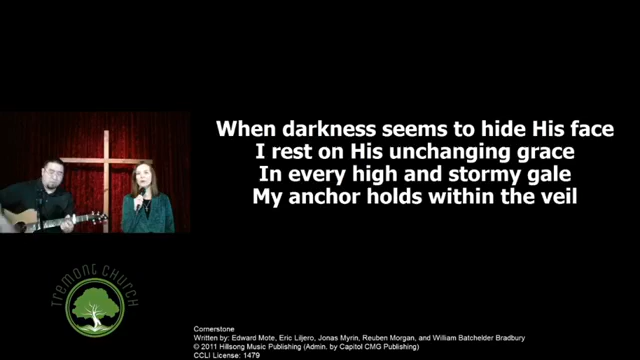 When darkness seems to hide His face
I rest on His unchanging grace
In every high and stormy gale
My anchor holds within the veil
TREMONT CHURCH
Cornerstone
Written by: Edward Mote, Eric Liljero, Jonas Myrin, Reuben Morgan, and William Batchelder Bradbury
© 2011 Hillsong Music Publishing (Admin. by Capitol CMG Publishing)
CCLI License: 1479